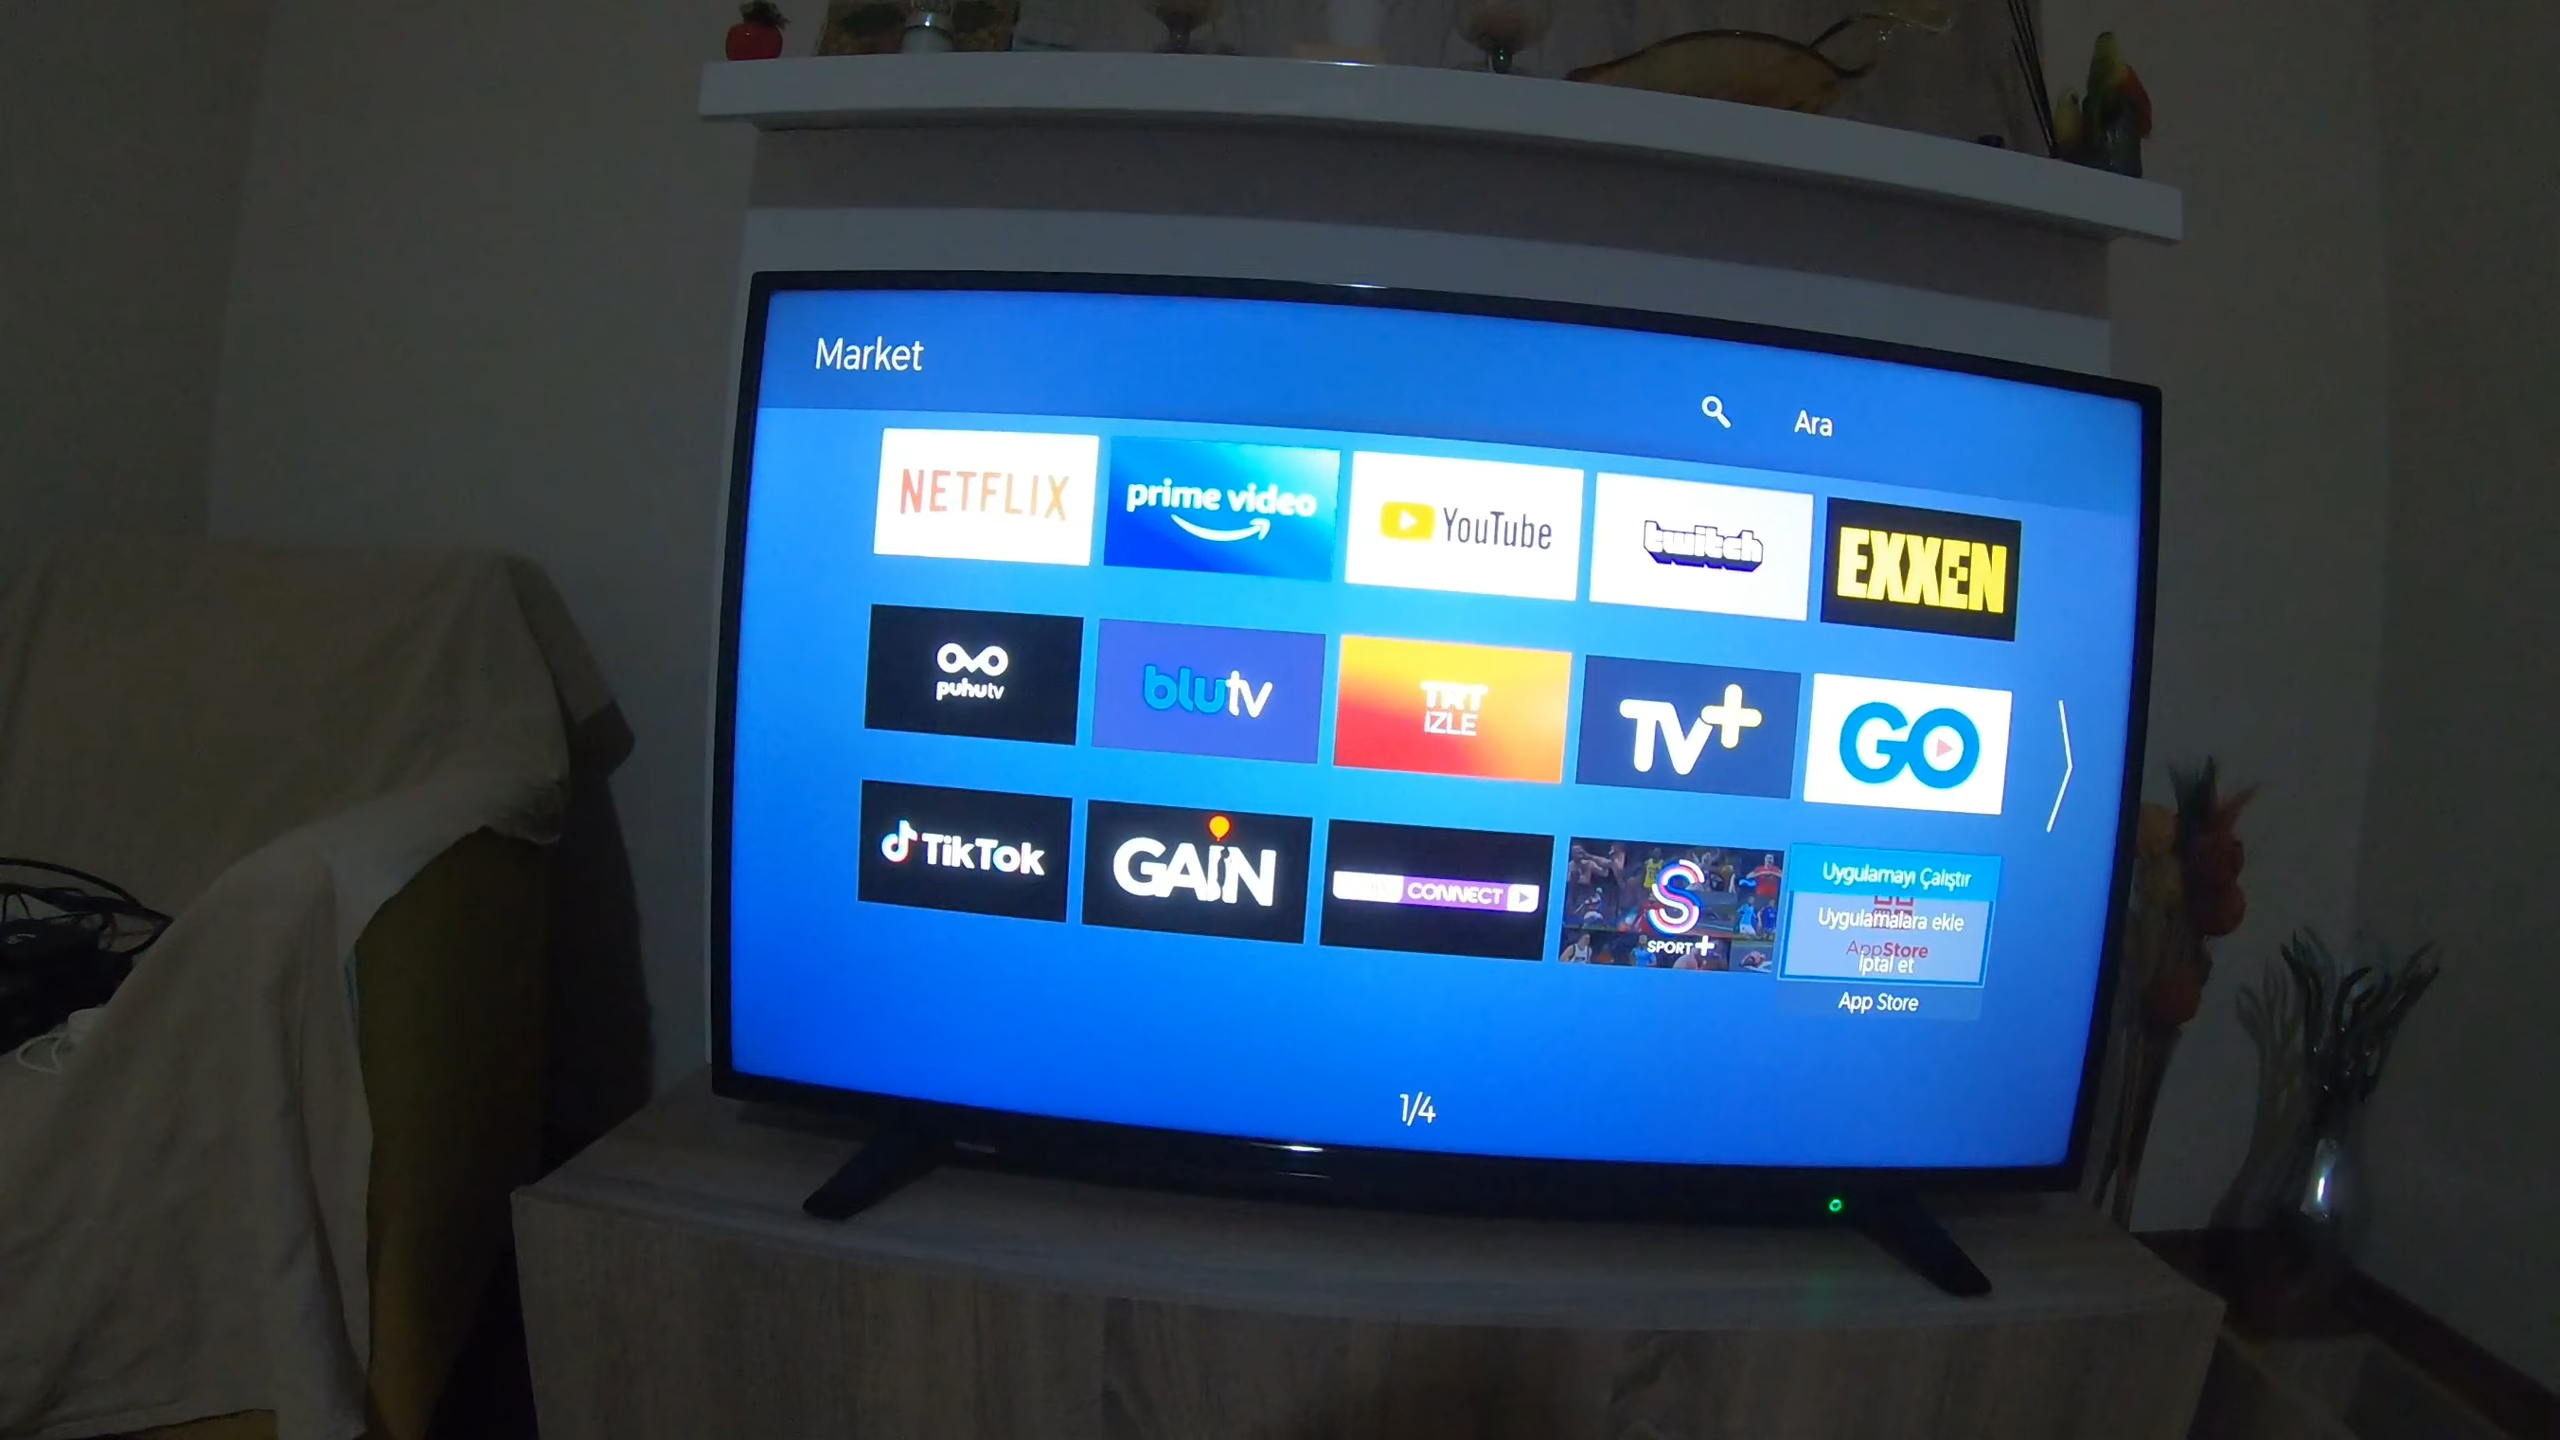 Market
Ara
NETFLIX
prime video
YouTube
twitch
EXXEN
puhutv
blutv
TRT
İZLE
TV+
GO
TikTok
GAİN
CONNECT
S
SPORT+
Uygulamayı Çalıştır
Uygulamalara ekle
AppStore
İptal et
App Store
1/4